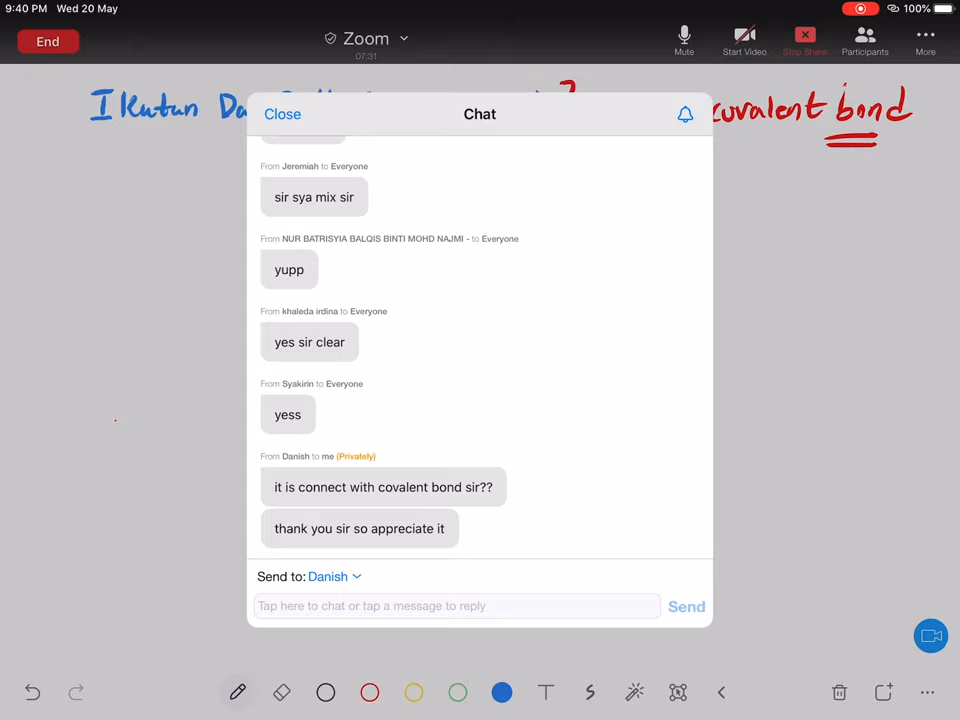 9:40 PM Wed 20 May
100%
End
Zoom
07:31
Mute
Start Video
Stop Share
Participants
More
Ikatan Da
?
covalent bond
Close
Chat
From Jeremiah to Everyone
sir sya mix sir
From NUR BATRISYIA BALQIS BINTI MOHD NAJMI - to Everyone
yupp
From khaleda irdina to Everyone
yes sir clear
From Syakirin to Everyone
yess
From Danish to me (Privately)
it is connect with covalent bond sir??
thank you sir so appreciate it
Send to: Danish
Tap here to chat or tap a message to reply
Send
T